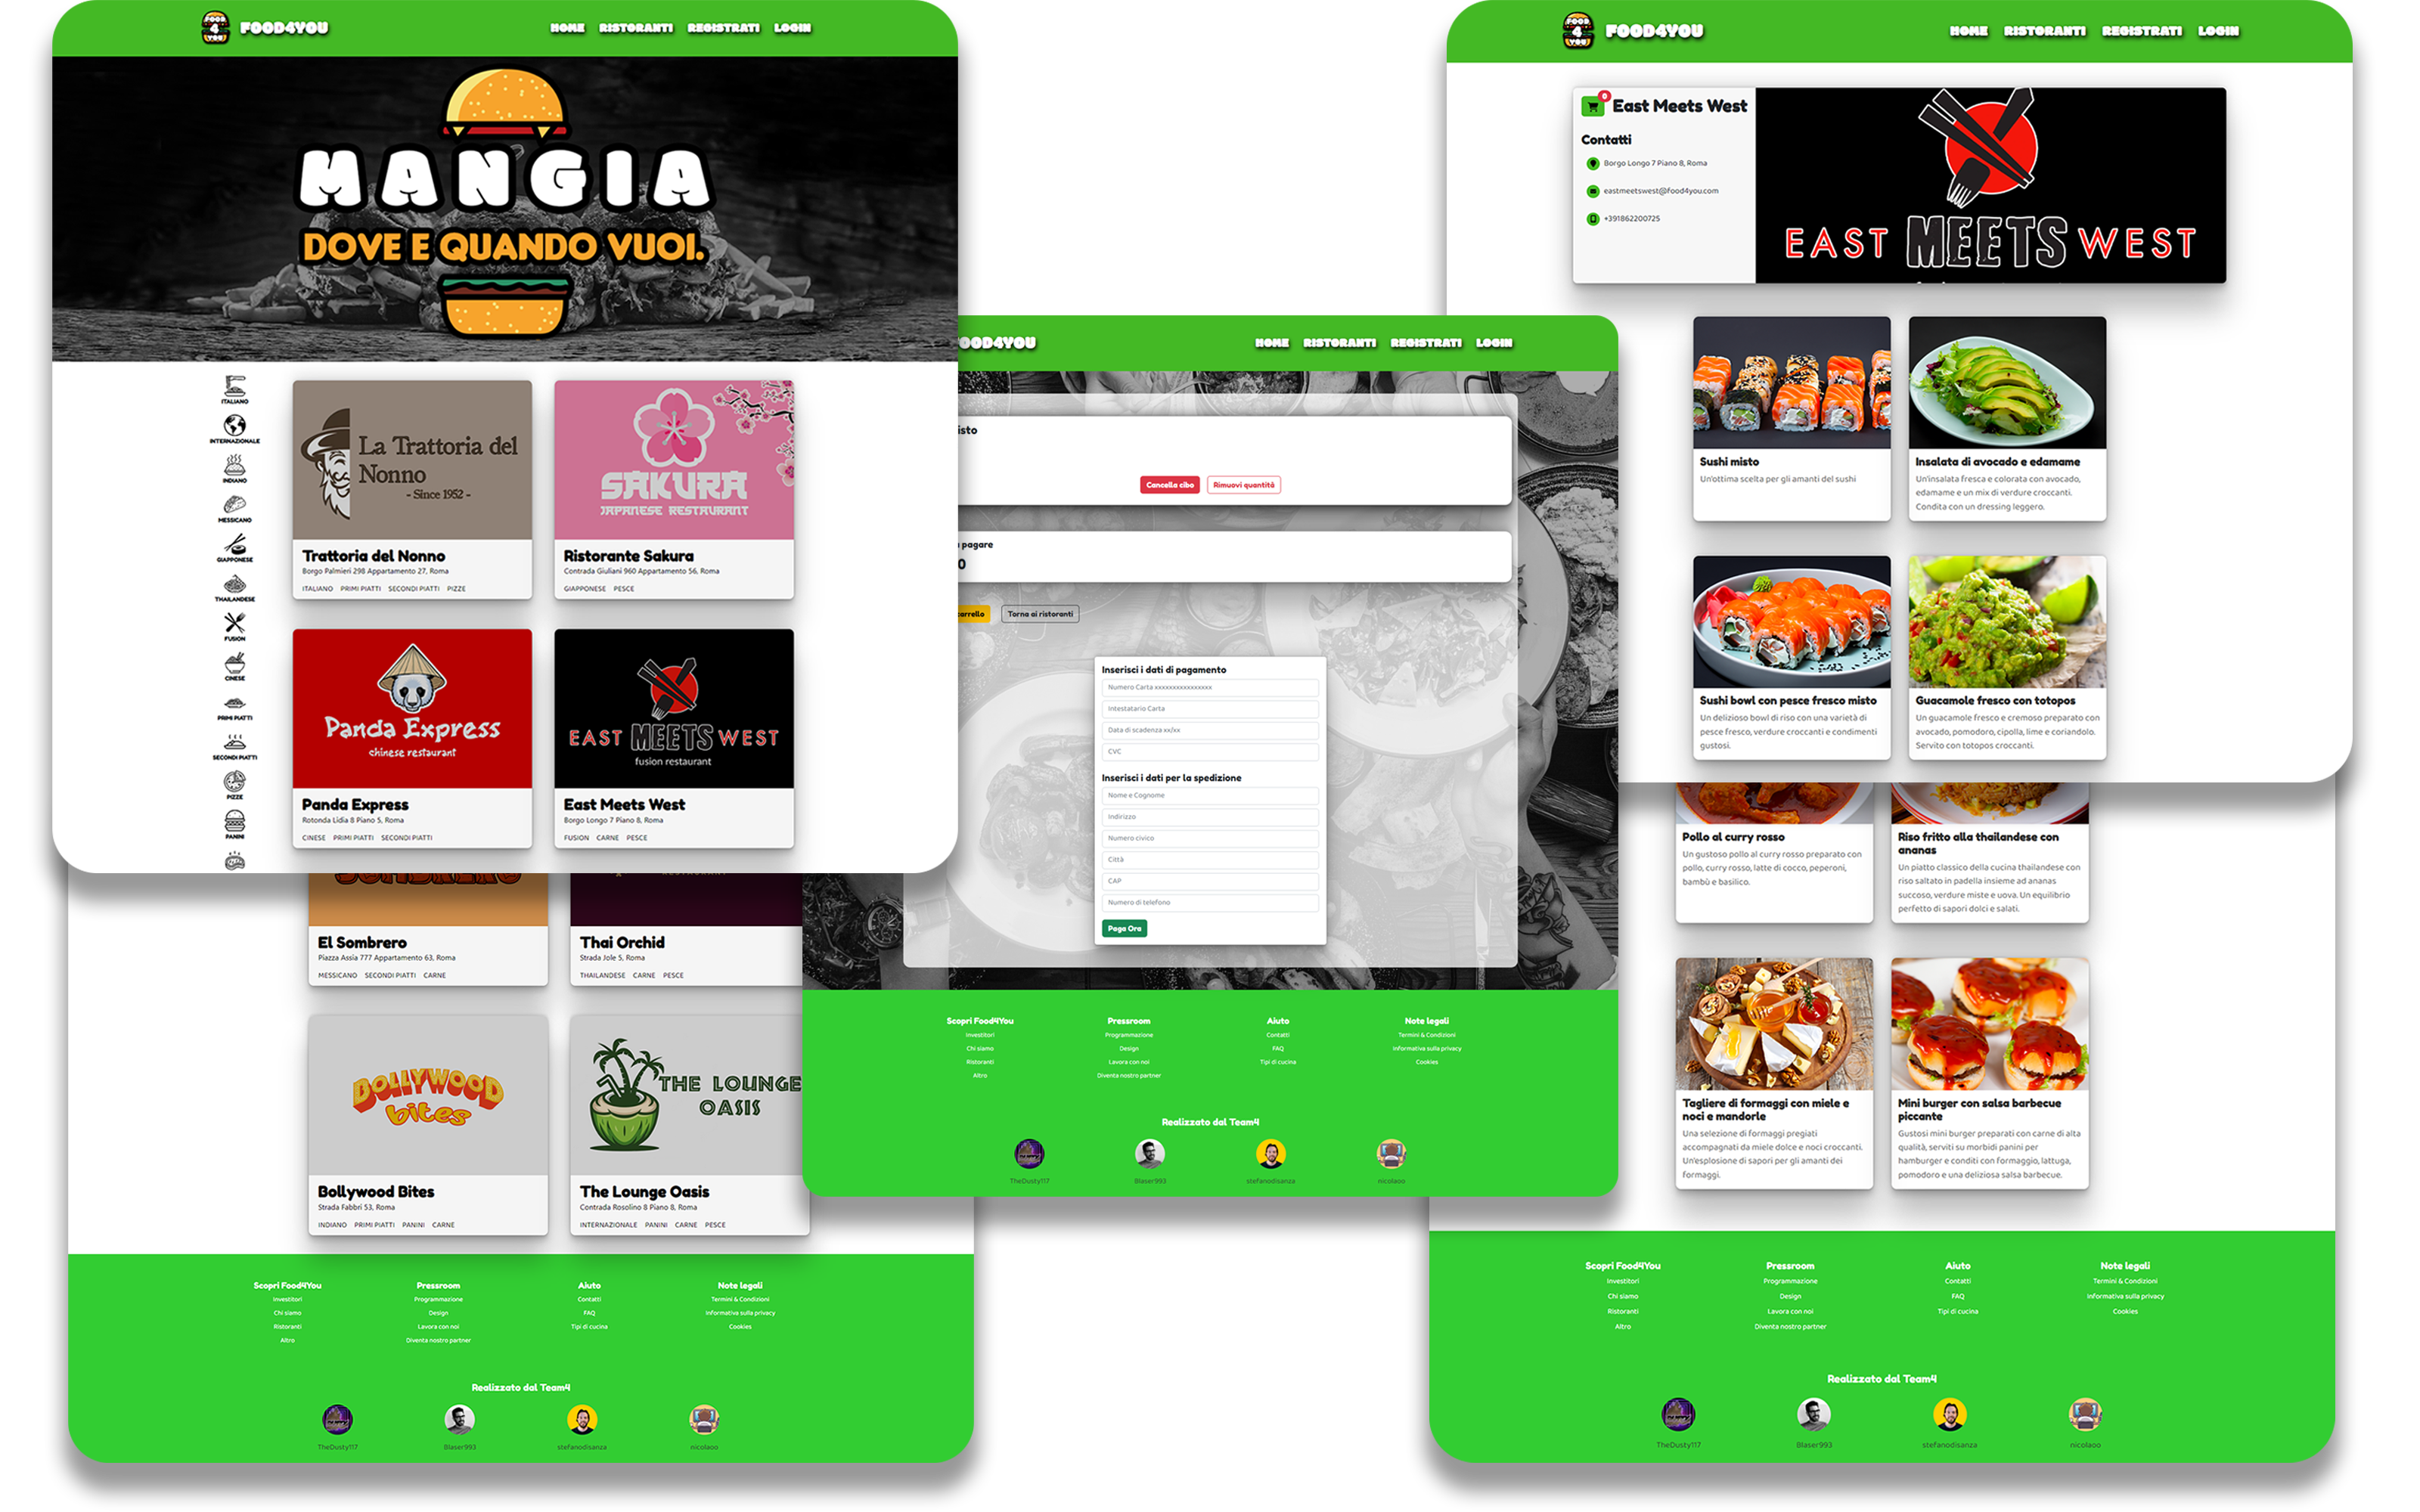 FOOD
4
YOU
FOOD4YOU
HOME RISTORANTI REGISTRATI LOGIN
MANGIA
DOVE E QUANDO VUOI.
ITALIANO
INTERNAZIONALE
INDIANO
MESSICANO
GIAPPONESE
THAILANDESE
FUSION
CINESE
PRIMI PIATTI
SECONDI PIATTI
PIZZE
PANINI
La Trattoria del
Nonno
- Since 1952 -
Trattoria del Nonno
Borgo Palmieri 298 Appartamento 27, Roma
ITALIANO PRIMI PIATTI SECONDI PIATTI PIZZE
SAKURA
JAPANESE RESTAURANT
Ristorante Sakura
Contrada Giuliani 960 Appartamento 56, Roma
GIAPPONESE PESCE
Panda Express
chinese restaurant
Panda Express
Rotonda Lidia 8 Piano 5, Roma
CINESE PRIMI PIATTI SECONDI PIATTI
EAST MEETS WEST
fusion restaurant
East Meets West
Borgo Longo 7 Piano 8, Roma
FUSION CARNE PESCE
El Sombrero
Piazza Assia 777 Appartamento 63, Roma
MESSICANO SECONDI PIATTI CARNE
Thai Orchid
Strada Jole 5, Roma
THAILANDESE CARNE PESCE
BOLLYWOOD
bites
Bollywood Bites
Strada Fabbri 53, Roma
INDIANO PRIMI PIATTI PANINI CARNE
THE LOUNGE
OASIS
The Lounge Oasis
Contrada Rosolino 8 Piano 8, Roma
INTERNAZIONALE PANINI CARNE PESCE
Scopri Food4You Pressroom Aiuto Note legali
Investitori Programmazione Contatti Termini & Condizioni
Chi siamo Design FAQ Informativa sulla privacy
Ristoranti Lavora con noi Tipi di cucina Cookies
Altro Diventa nostro partner
Realizzato dal Team4
TheDusty117 Blaser993 stefanodisanza nicolaoo
OOD4YOU
HOME RISTORANTI REGISTRATI LOGIN
isto
Cancella cibo Rimuovi quantità
pagare
0
carrello Torna ai ristoranti
Inserisci i dati di pagamento
Numero Carta xxxxxxxxxxxxxxxx
Intestatario Carta
Data di scadenza xx/xx
CVC
Inserisci i dati per la spedizione
Nome e Cognome
Indirizzo
Numero civico
Città
CAP
Numero di telefono
Paga Ora
Scopri Food4You Pressroom Aiuto Note legali
Investitori Programmazione Contatti Termini & Condizioni
Chi siamo Design FAQ Informativa sulla privacy
Ristoranti Lavora con noi Tipi di cucina Cookies
Altro Diventa nostro partner
Realizzato dal Team4
TheDusty117 Blaser993 stefanodisanza nicolaoo
FOOD
4
YOU
FOOD4YOU
HOME RISTORANTI REGISTRATI LOGIN
0
East Meets West
Contatti
Borgo Longo 7 Piano 8, Roma
eastmeetswest@food4you.com
+391862200725
EAST MEETS WEST
Sushi misto
Un'ottima scelta per gli amanti del sushi
Insalata di avocado e edamame
Un'insalata fresca e colorata con avocado,
edamame e un mix di verdure croccanti.
Condita con un dressing leggero.
Sushi bowl con pesce fresco misto
Un delizioso bowl di riso con una varietà di
pesce fresco, verdure croccanti e condimenti
gustosi.
Guacamole fresco con totopos
Un guacamole fresco e cremoso preparato con
avocado, pomodoro, cipolla, lime e coriandolo.
Servito con totopos croccanti.
Pollo al curry rosso
Un gustoso pollo al curry rosso preparato con
pollo, curry rosso, latte di cocco, peperoni,
bambù e basilico.
Riso fritto alla thailandese con
ananas
Un piatto classico della cucina thailandese con
riso saltato in padella insieme ad ananas
succoso, verdure miste e uova. Un equilibrio
perfetto di sapori dolci e salati.
Tagliere di formaggi con miele e
noci e mandorle
Una selezione di formaggi pregiati
accompagnati da miele dolce e noci croccanti.
Un'esplosione di sapori per gli amanti dei
formaggi.
Mini burger con salsa barbecue
piccante
Gustosi mini burger preparati con carne di alta
qualità, serviti su morbidi panini per
hamburger e conditi con formaggio, lattuga,
pomodoro e una deliziosa salsa barbecue.
Scopri Food4You Pressroom Aiuto Note legali
Investitori Programmazione Contatti Termini & Condizioni
Chi siamo Design FAQ Informativa sulla privacy
Ristoranti Lavora con noi Tipi di cucina Cookies
Altro Diventa nostro partner
Realizzato dal Team4
TheDusty117 Blaser993 stefanodisanza nicolaoo